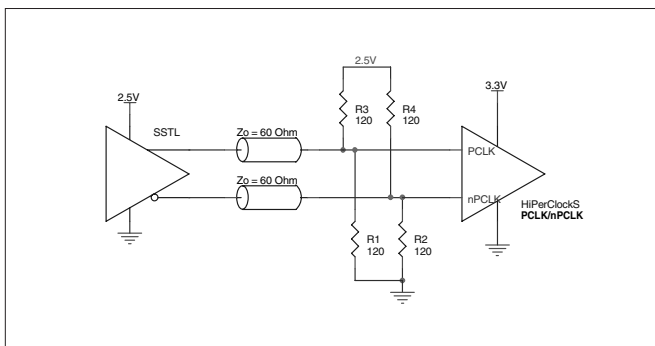 2.5V
3.3V
2.5V
R3
120
R4
120
SSTL
Zo = 60 Ohm
PCLK
Zo = 60 Ohm
nPCLK
HiPerClockS
PCLK/nPCLK
R1
120
R2
120